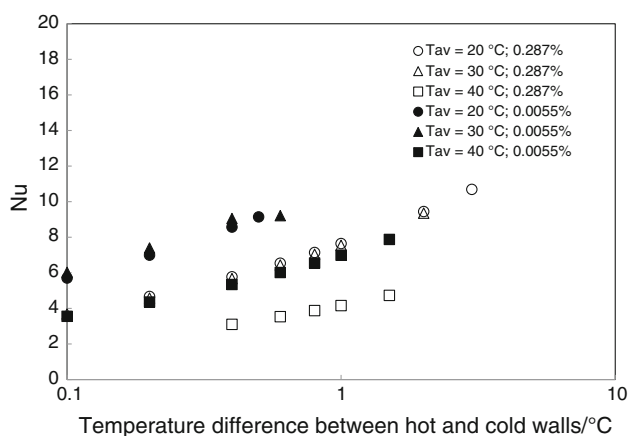 20
18
16
14
12
10
8
6
4
2
0
Nu
Tav = 20 °C; 0.287%
Tav = 30 °C; 0.287%
Tav = 40 °C; 0.287%
Tav = 20 °C; 0.0055%
Tav = 30 °C; 0.0055%
Tav = 40 °C; 0.0055%
0.1 1 10
Temperature difference between hot and cold walls/°C